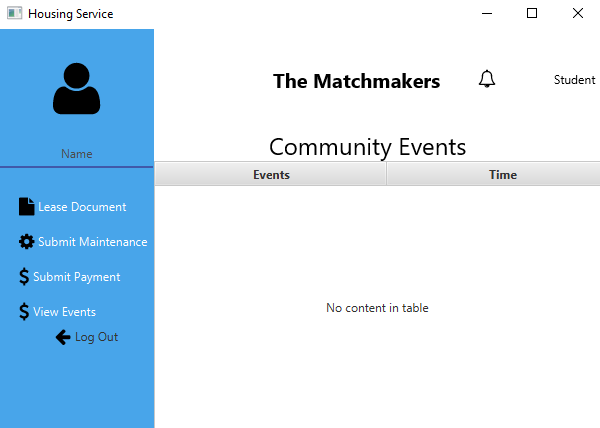 Housing Service
The Matchmakers
Student
Name
Community Events
Events Time
Lease Document
Submit Maintenance
Submit Payment
View Events
Log Out
No content in table